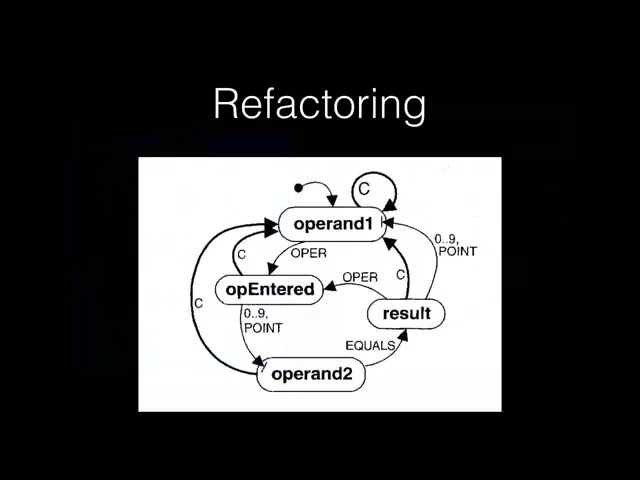 Refactoring
C
operand1
0..9,
POINT
C
OPER
OPER
C
C
opEntered
result
0..9,
POINT
EQUALS
operand2